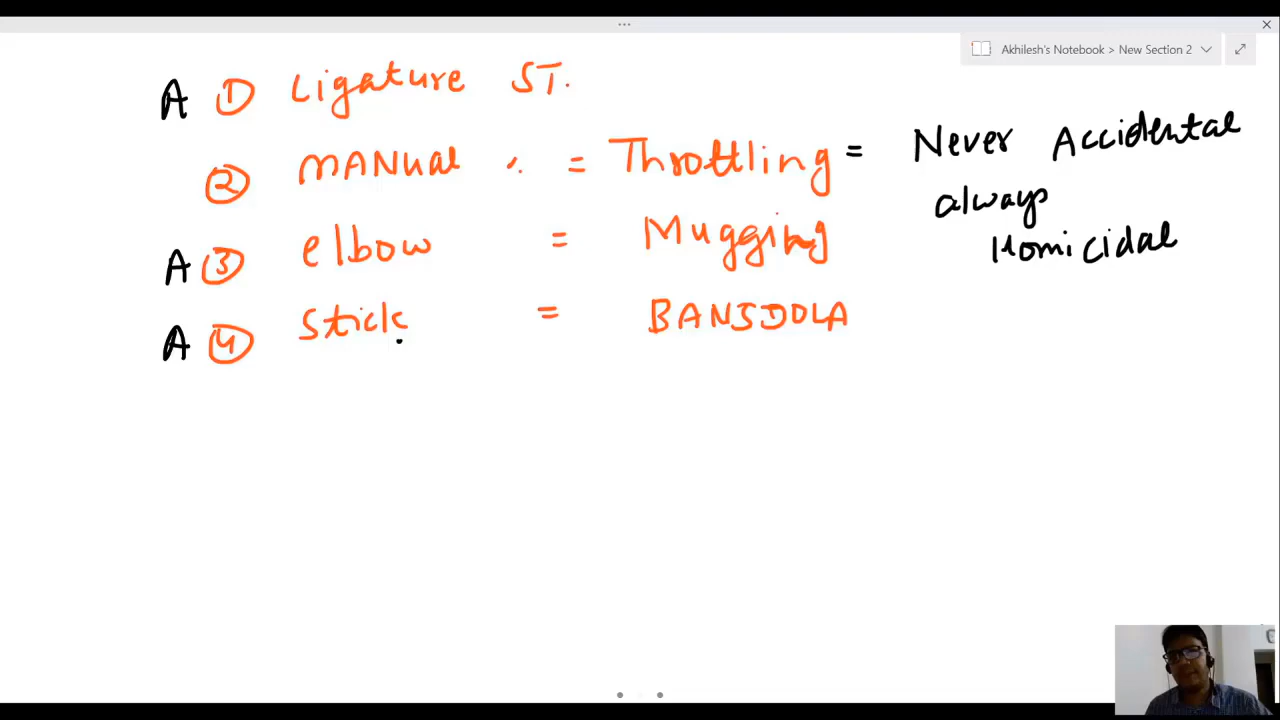 Akhilesh's Notebook > New Section 2
A ① Ligature ST.
② MANual = Throttling = Never Accidental
always
Homicidal
A ③ elbow = Mugging
A ④ Stick = BANSDOLA